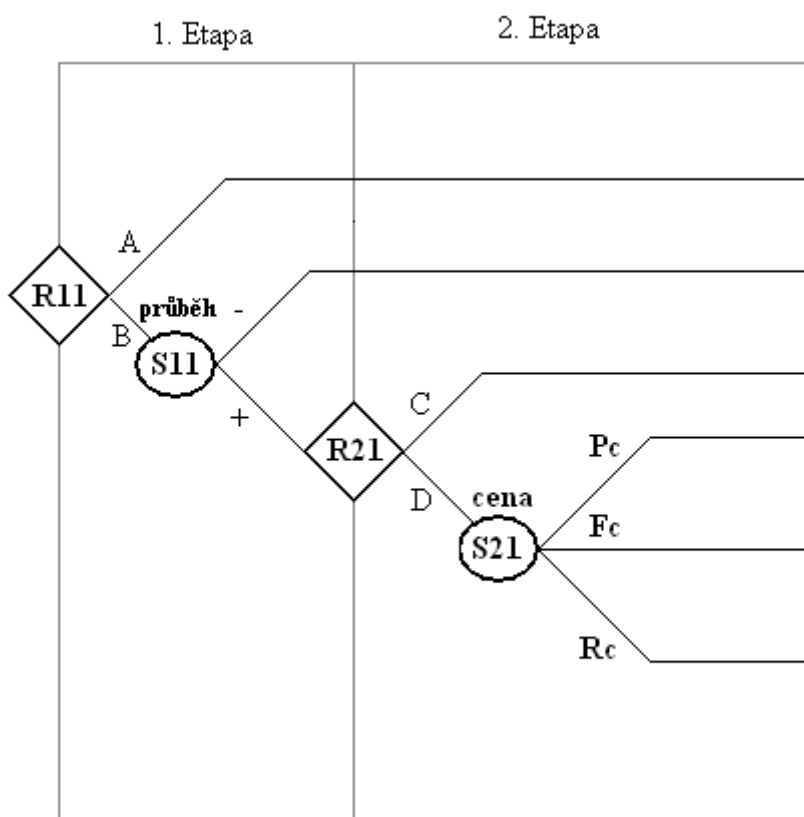 1. Etapa
2. Etapa
A
R11
B
průběh -
S11
+
C
R21
D
cena
S21
Pc
Fc
Rc